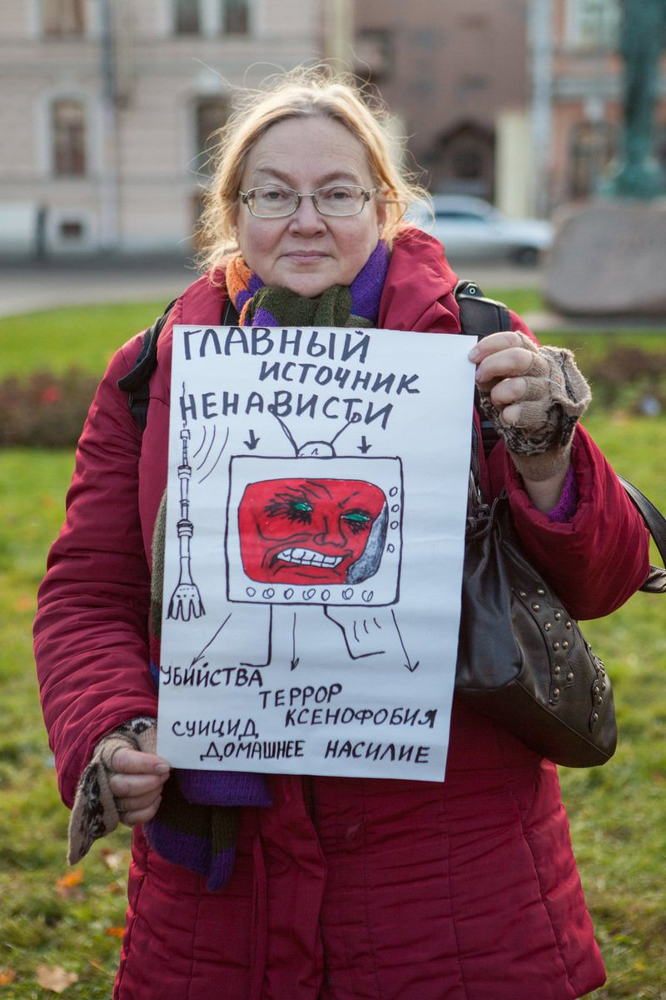 ГЛАВНЫЙ
ИСТОЧНИК
НЕНАВИСТИ
УБИЙСТВА
ТЕРРОР
КСЕНОФОБИЯ
СУИЦИД
ДОМАШНЕЕ НАСИЛИЕ